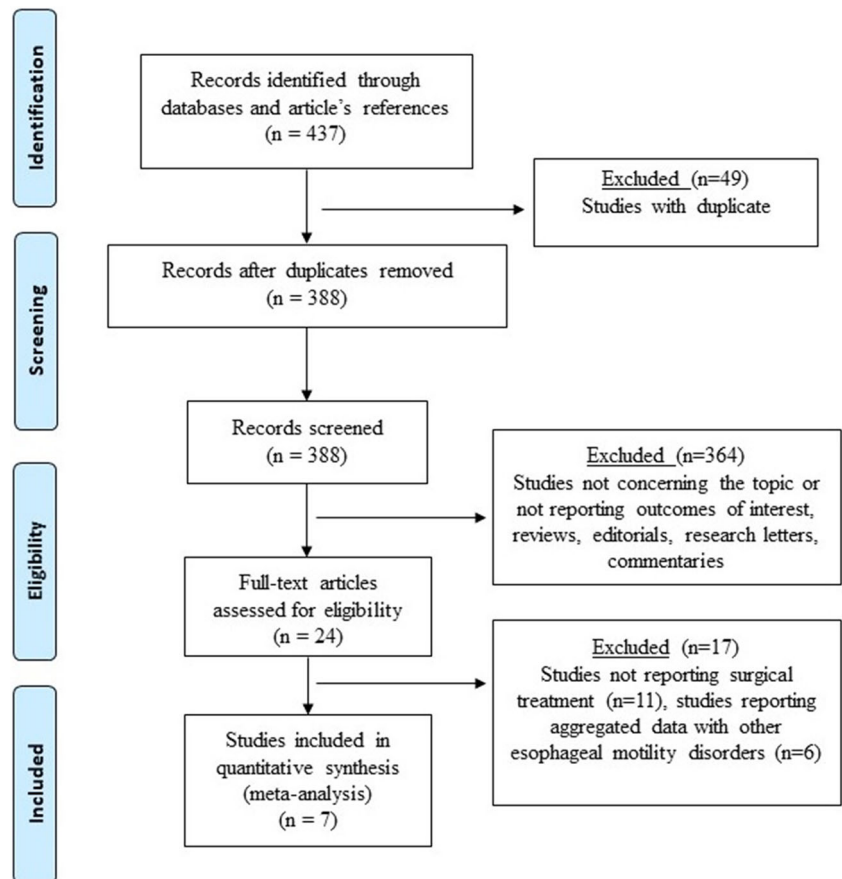 Identification
Records identified through
databases and article's references
(n = 437)
Excluded (n=49)
Studies with duplicate
Screening
Records after duplicates removed
(n = 388)
Records screened
(n = 388)
Excluded (n=364)
Studies not concerning the topic or
not reporting outcomes of interest,
reviews, editorials, research letters,
commentaries
Eligibility
Full-text articles
assessed for eligibility
(n = 24)
Excluded (n=17)
Studies not reporting surgical
treatment (n=11), studies reporting
aggregated data with other
esophageal motility disorders (n=6)
Included
Studies included in
quantitative synthesis
(meta-analysis)
(n = 7)